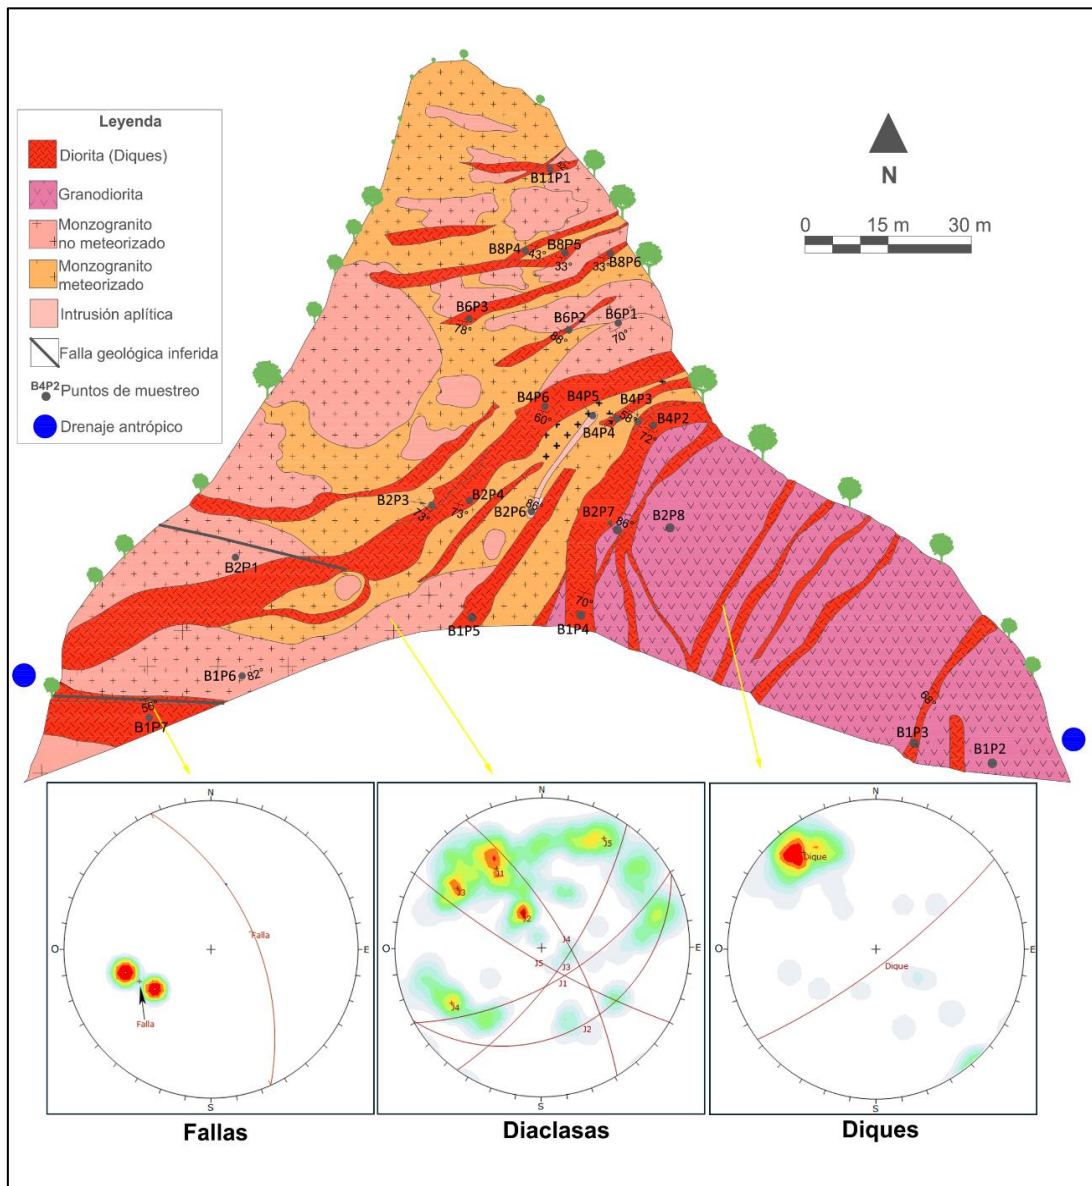 Leyenda
Diorita (Diques)
Granodiorita
Monzogranito
no meteorizado
Monzogranito
meteorizado
Intrusión aplítica
Falla geológica inferida
B4P2 Puntos de muestreo
Drenaje antrópico
N
0 15 m 30 m
B11P1
B8P4 43° B8P5
33° 33° B8P6
B6P3
78°
B6P2 B6P1
88° 70°
B4P6 B4P5 B4P3
60° B4P4 58° B4P2
72°
B2P3 B2P4
73° 73° B2P6 86°
B2P7 86° B2P8
B2P1
70°
B1P5 B1P4
B1P6 82°
56°
B1P7
68°
B1P3 B1P2
N
O E
S
Falla
Falla
N
O E
S
J5
J1
J3
J2
J4
J4
J5 J3
J1
J2
N
O E
S
Dique
Dique
Fallas Diaclasas Diques